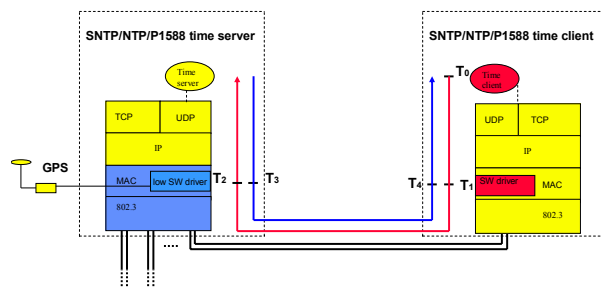 SNTP/NTP/P1588 time server
SNTP/NTP/P1588 time client
Time
server
T0
Time
client
TCP
UDP
UDP
TCP
IP
IP
GPS
MAC
low SW driver
T2
T3
T4
T1
SW driver
MAC
802.3
802.3
....